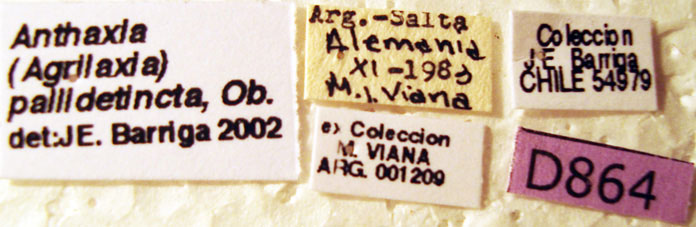 Anthaxia
(Agrilaxia)
pallidetincta, Ob.
det:J.E. Barriga 2002
Arg.-Salta
Alemania
XI-1983
M.J. Viana
Coleccion
J.E. Barriga
CHILE 54979
e) Coleccion
M. VIANA
ARG. 001209
D864